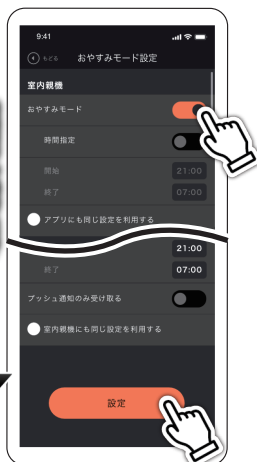 9:41
もどる おやすみモード設定
室内親機
おやすみモード
時間指定
開始 21:00
終了 07:00
アプリにも同じ設定を利用する
21:00
終了 07:00
プッシュ通知のみ受け取る
室内親機にも同じ設定を利用する
設定